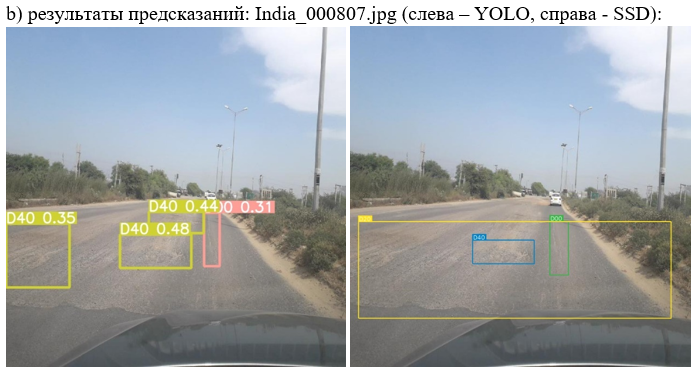 b) результаты предсказаний: India_000807.jpg (слева – YOLO, справа - SSD):
D40 0.44
0 0.31
D40 0.35
D40 0.48
D00
D40